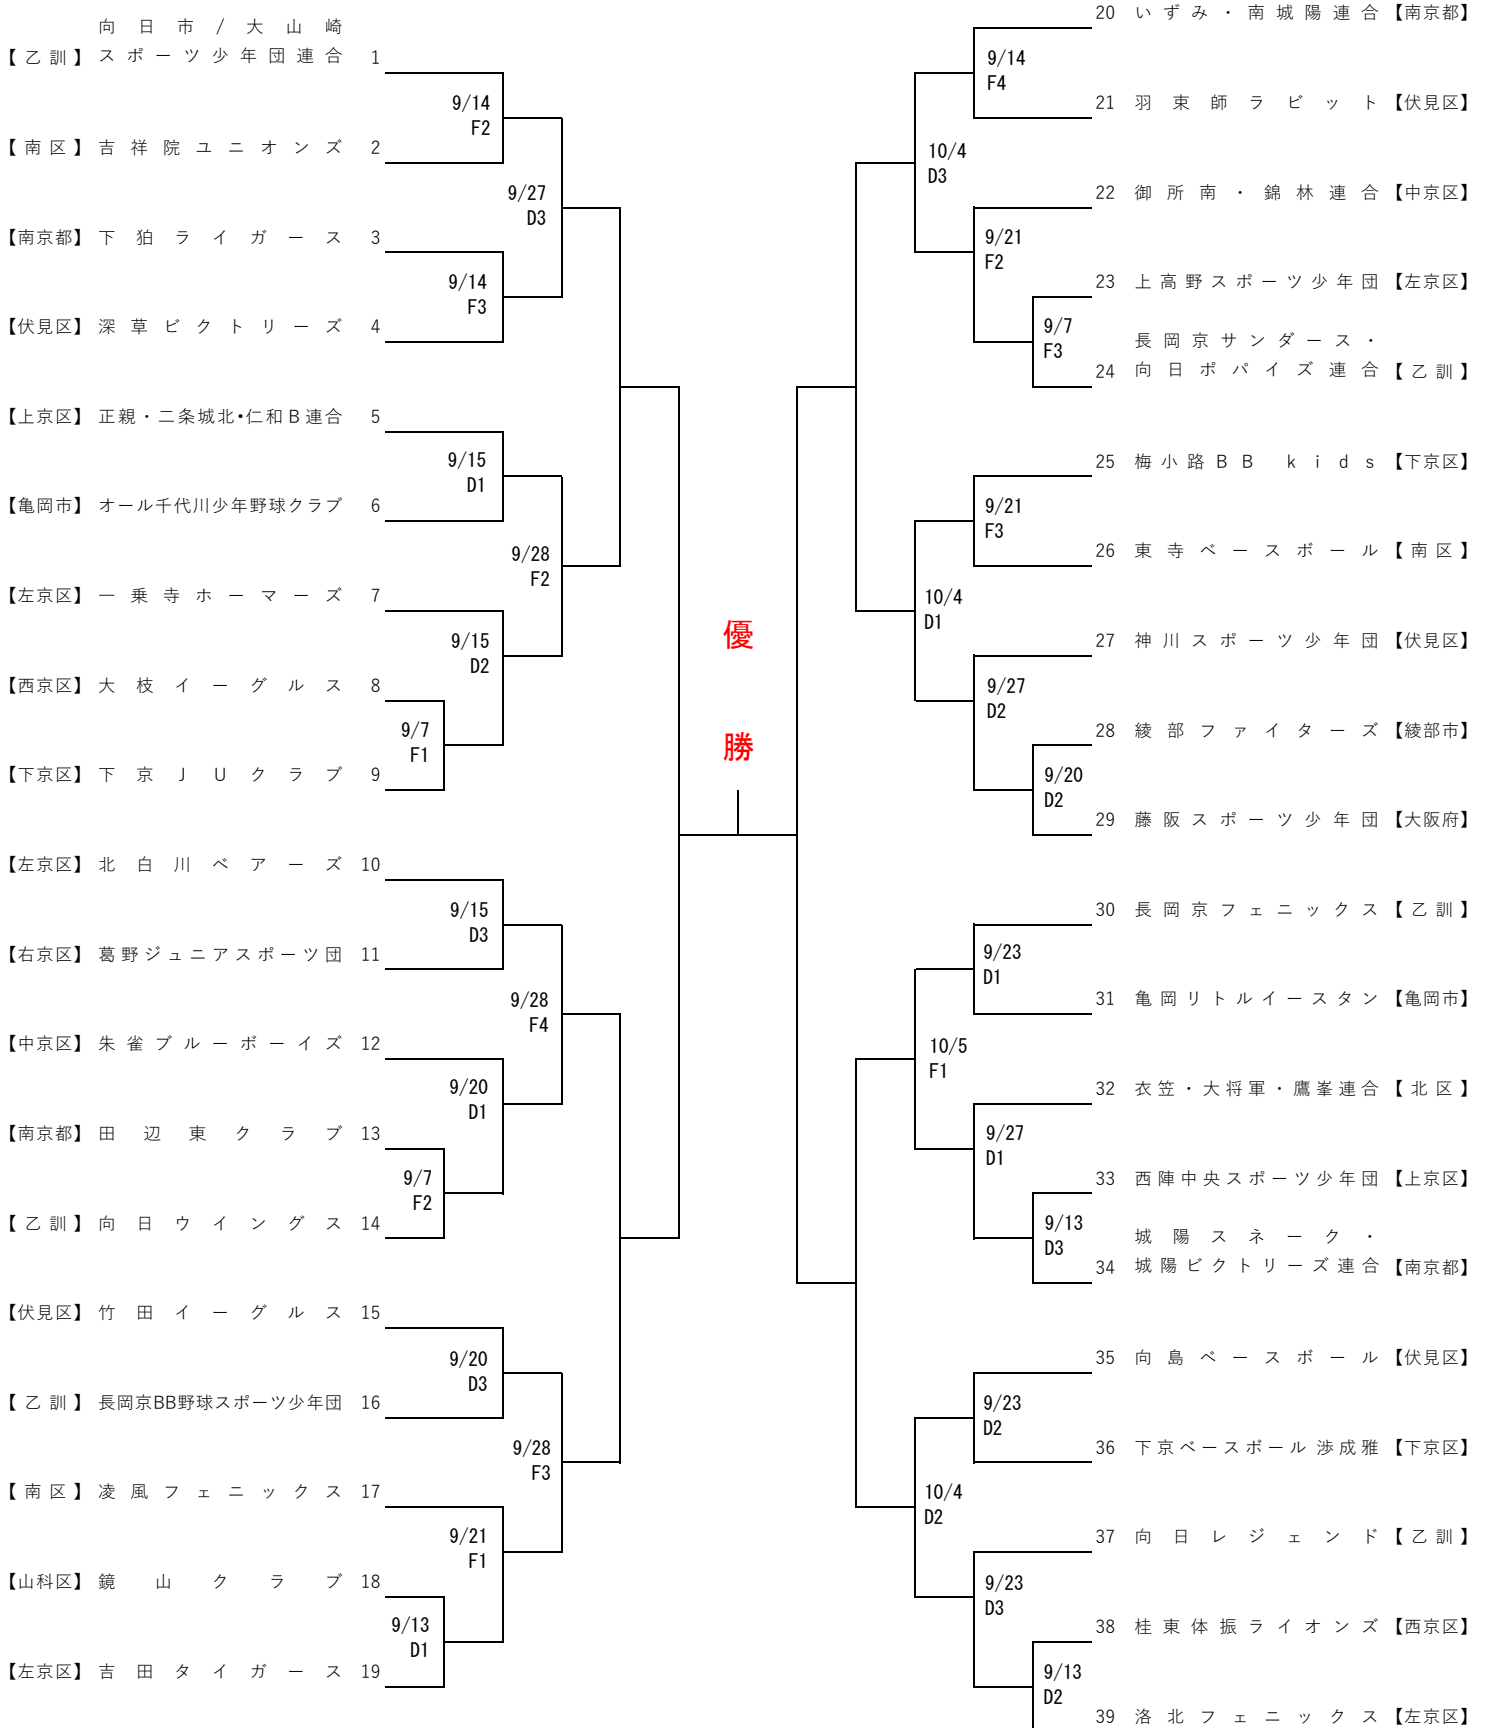 向日市/大山崎
【乙訓】 スポーツ少年団連合 1
9/14
F2
【南区】 吉祥院ユニオンズ 2
9/27
D3
【南京都】 下狛ライガース 3
9/14
F3
【伏見区】 深草ビクトリーズ 4
【上京区】 正親・二条城北•仁和B連合 5
9/15
D1
【亀岡市】 オール千代川少年野球クラブ 6
9/28
F2
【左京区】 一乗寺ホーマーズ 7
9/15
D2
【西京区】 大枝イーグルス 8
9/7
F1
【下京区】 下京JUクラブ 9
【左京区】 北白川ベアーズ 10
9/15
D3
【右京区】 葛野ジュニアスポーツ団 11
9/28
F4
【中京区】 朱雀ブルーボーイズ 12
9/20
D1
【南京都】 田辺東クラブ 13
9/7
F2
【乙訓】 向日ウイングス 14
【伏見区】 竹田イーグルス 15
9/20
D3
【乙訓】 長岡京BB野球スポーツ少年団 16
9/28
F3
【南区】 凌風フェニックス 17
9/21
F1
【山科区】 鏡山クラブ 18
9/13
D1
【左京区】 吉田タイガース 19
優
勝
20 いずみ・南城陽連合 【南京都】
9/14
F4
21 羽束師ラビット 【伏見区】
10/4
D3
22 御所南・錦林連合 【中京区】
9/21
F2
23 上高野スポーツ少年団 【左京区】
9/7
F3
長岡京サンダース・
24 向日ポパイズ連合 【乙訓】
25 梅小路BB kids 【下京区】
9/21
F3
26 東寺ベースボール 【南区】
10/4
D1
27 神川スポーツ少年団 【伏見区】
9/27
D2
28 綾部ファイターズ 【綾部市】
9/20
D2
29 藤阪スポーツ少年団 【大阪府】
30 長岡京フェニックス 【乙訓】
9/23
D1
31 亀岡リトルイースタン 【亀岡市】
10/5
F1
32 衣笠・大将軍・鷹峯連合 【北区】
9/27
D1
33 西陣中央スポーツ少年団 【上京区】
9/13
D3
城陽スネーク・
34 城陽ビクトリーズ連合 【南京都】
35 向島ベースボール 【伏見区】
9/23
D2
36 下京ベースボール 渉成雅 【下京区】
10/4
D2
37 向日レジェンド 【乙訓】
9/23
D3
38 桂東体振ライオンズ 【西京区】
9/13
D2
39 洛北フェニックス 【左京区】